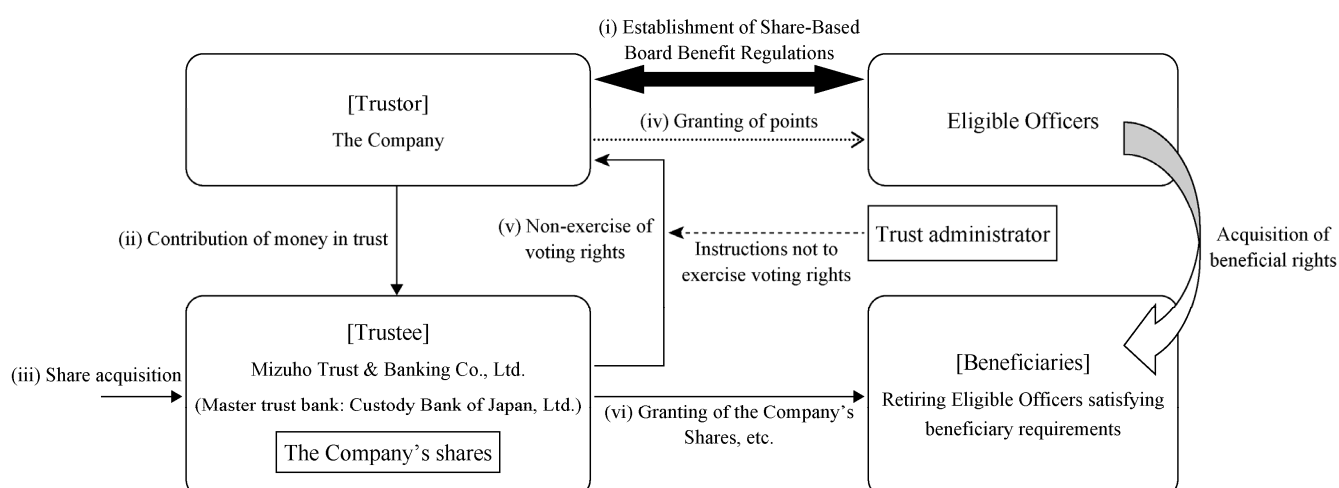 (i) Establishment of Share-Based
Board Benefit Regulations
[Trustor]
The Company
(iv) Granting of points
Eligible Officers
(ii) Contribution of money in trust
(v) Non-exercise of
voting rights
Instructions not to
exercise voting rights
Trust administrator
Acquisition of
beneficial rights
[Trustee]
Mizuho Trust & Banking Co., Ltd.
(Master trust bank: Custody Bank of Japan, Ltd.)
The Company’s shares
(iii) Share acquisition
(vi) Granting of the Company’s
Shares, etc.
[Beneficiaries]
Retiring Eligible Officers satisfying
beneficiary requirements